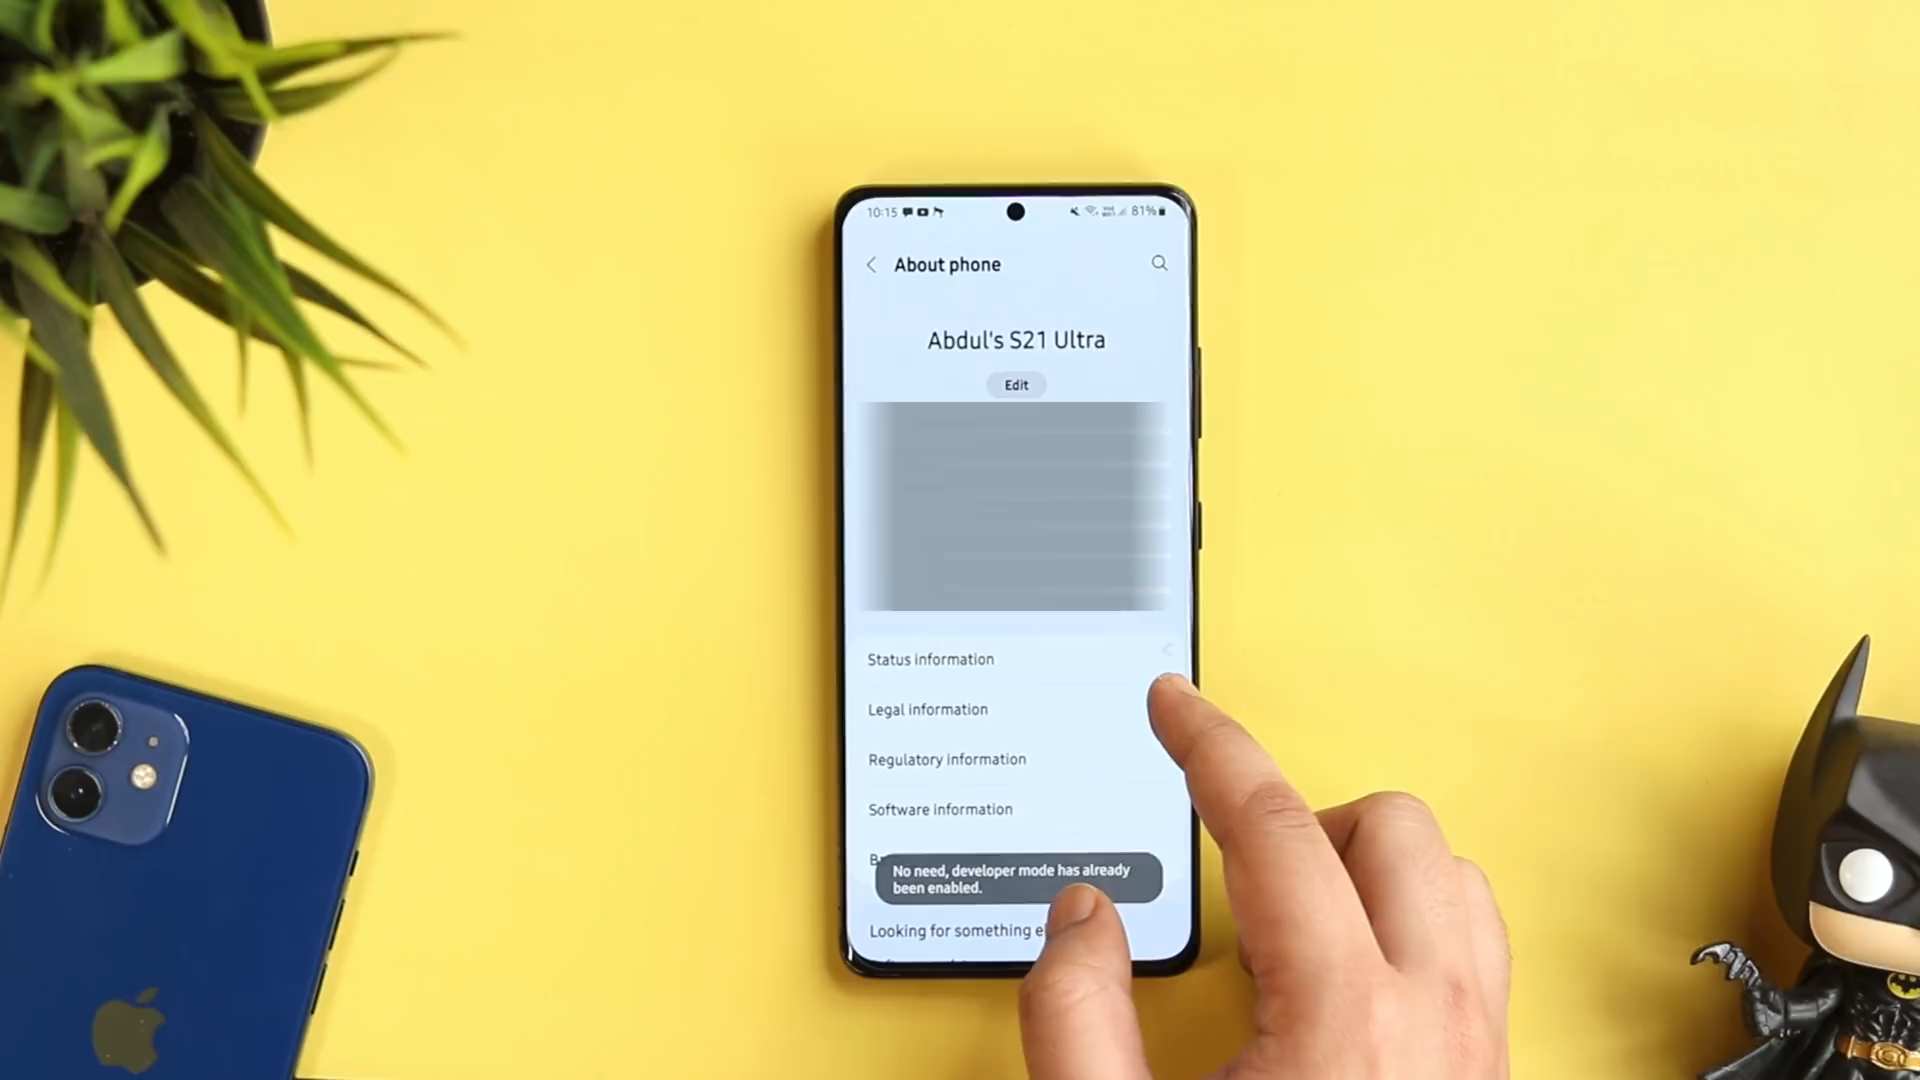 10:15
81%
About phone
Abdul's S21 Ultra
Edit
Status information
Legal information
Regulatory information
Software information
No need, developer mode has already
been enabled.
Looking for something